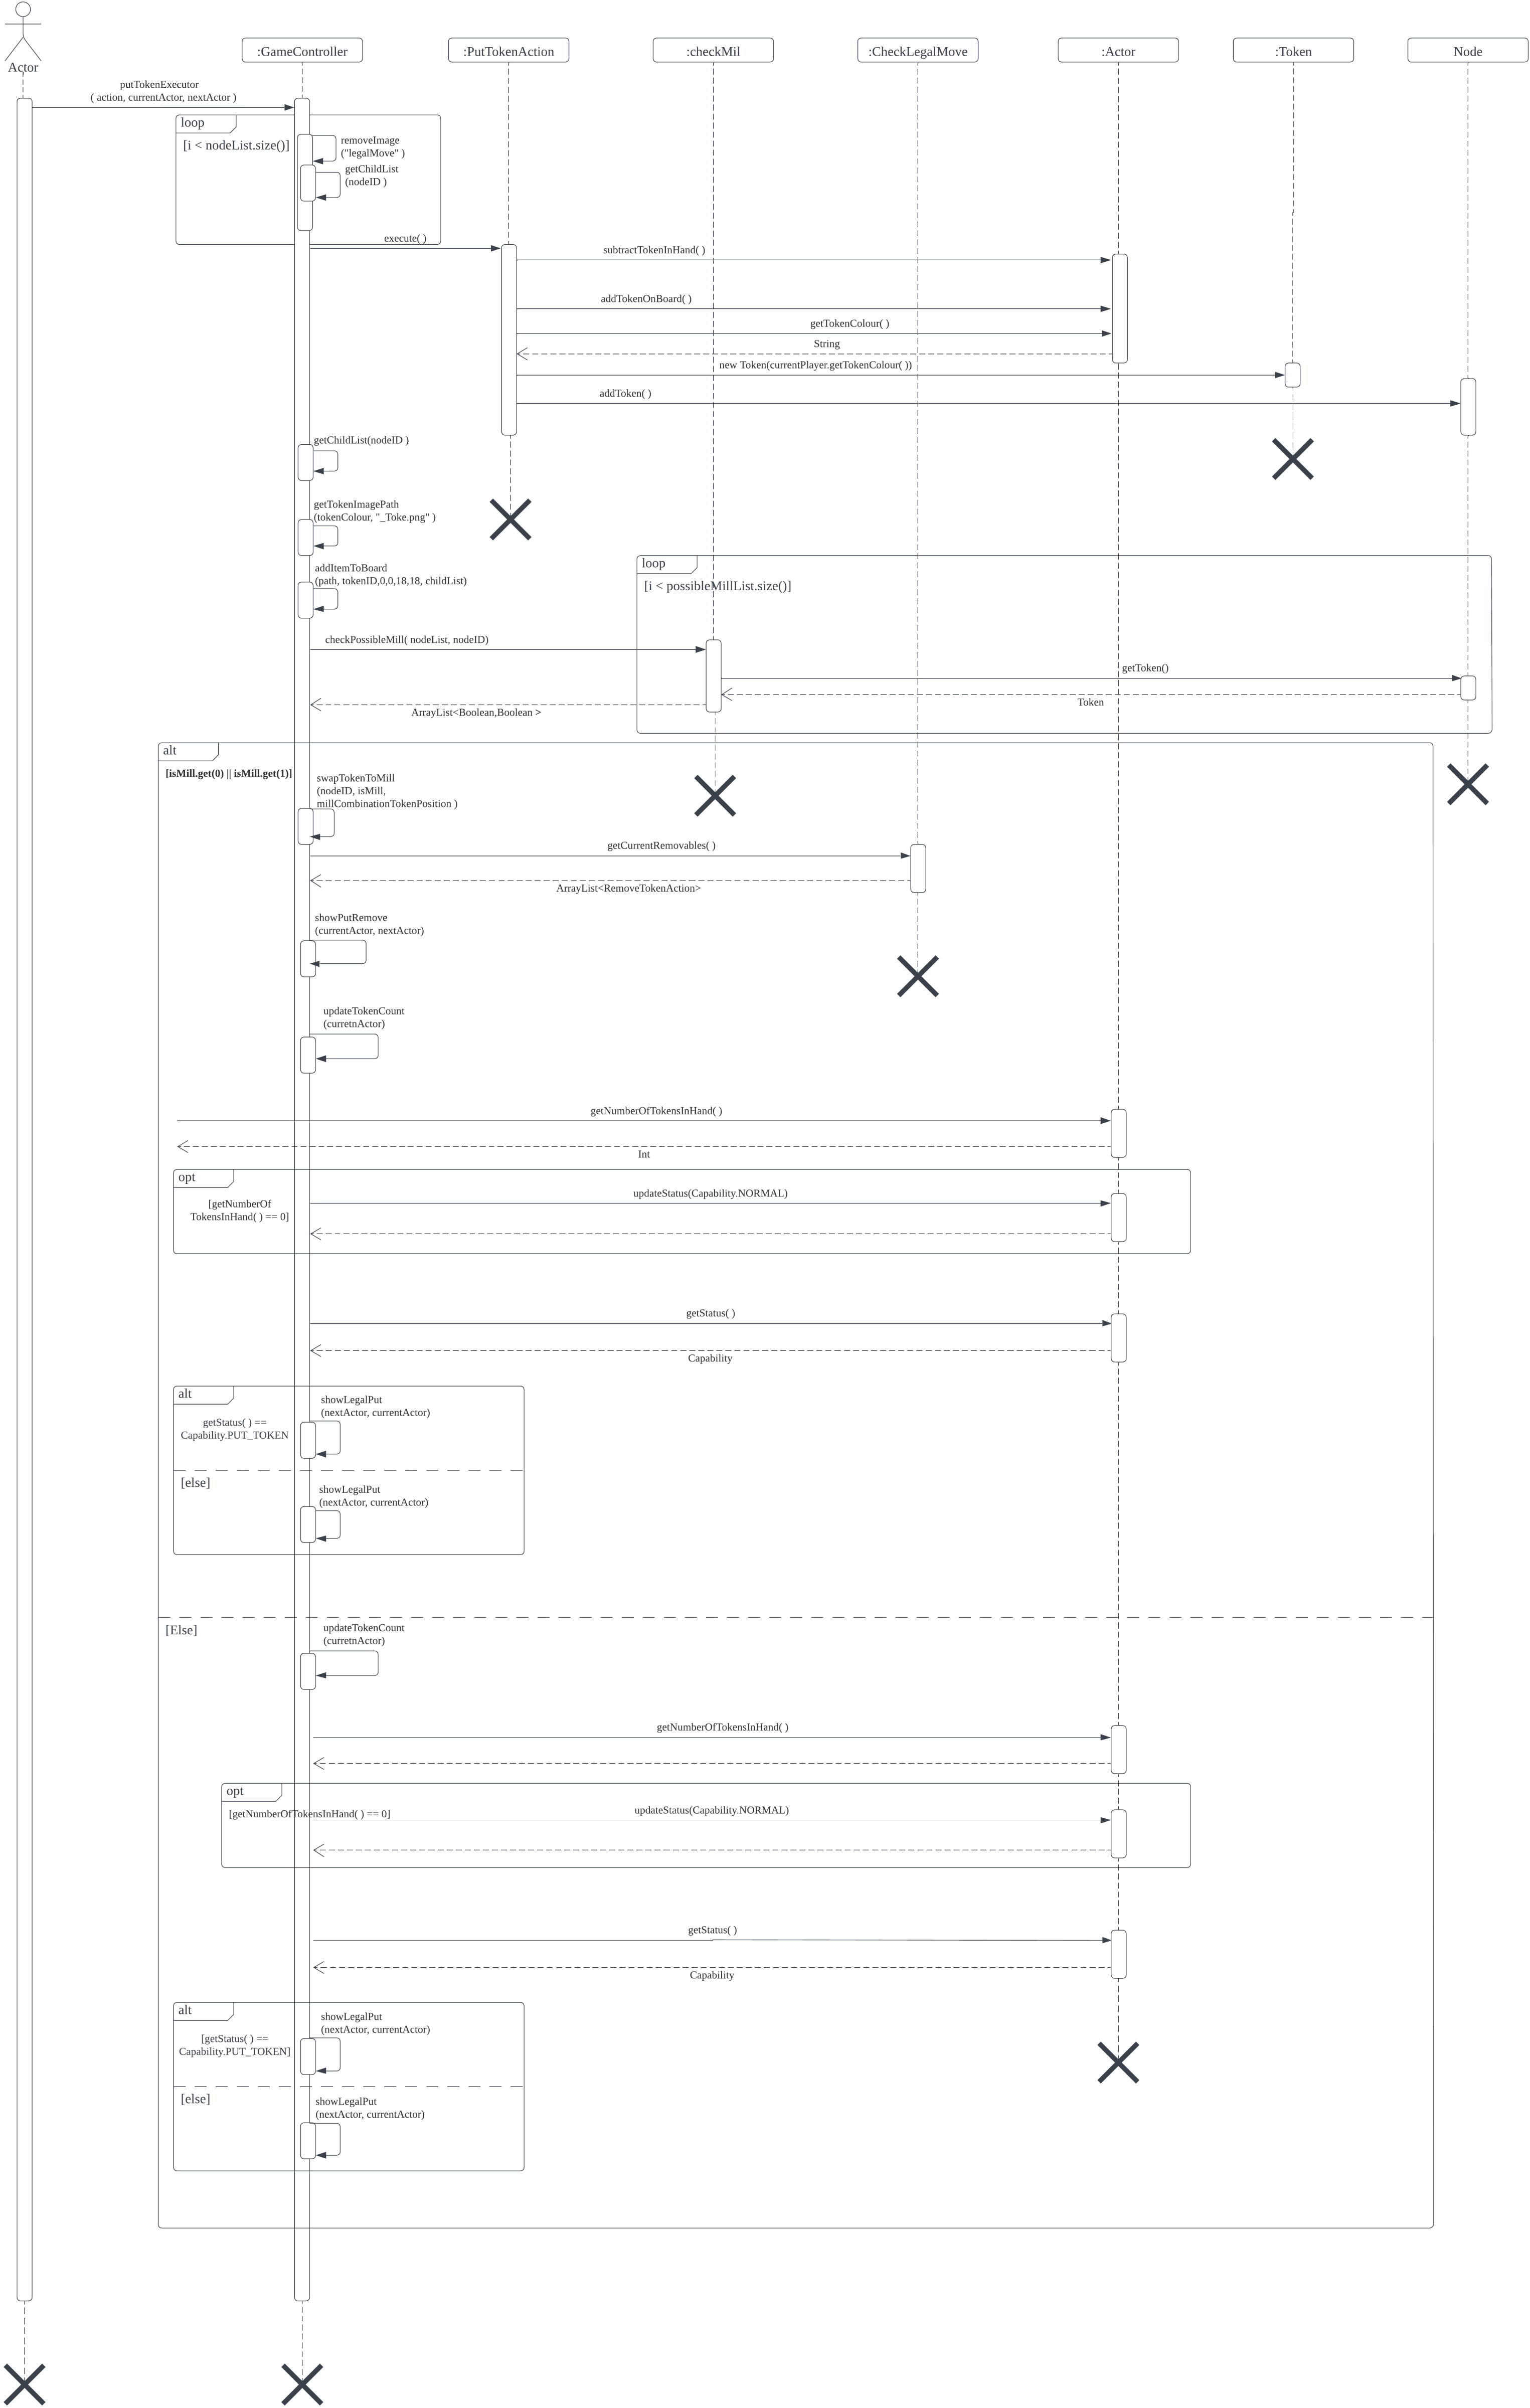 Actor
:GameController
:PutTokenAction
:checkMil
:CheckLegalMove
:Actor
:Token
Node
putTokenExecutor
( action, currentActor, nextActor )
loop
[i < nodeList.size()]
removeImage
("legalMove" )
getChildList
(nodeID )
execute( )
subtractTokenInHand( )
addTokenOnBoard( )
getTokenColour( )
String
new Token(currentPlayer.getTokenColour( ))
addToken( )
getChildList(nodeID )
getTokenImagePath
(tokenColour, "_Toke.png" )
loop
[i < possibleMillList.size()]
addItemToBoard
(path, tokenID,0,0,18,18, childList)
checkPossibleMill( nodeList, nodeID)
getToken()
Token
ArrayList<Boolean,Boolean >
alt
[isMill.get(0) || isMill.get(1)]
swapTokenToMill
(nodeID, isMill,
millCombinationTokenPosition )
getCurrentRemovables( )
ArrayList<RemoveTokenAction>
showPutRemove
(currentActor, nextActor)
updateTokenCount
(curretnActor)
getNumberOfTokensInHand( )
Int
opt
[getNumberOf
TokensInHand( ) == 0]
updateStatus(Capability.NORMAL)
getStatus( )
Capability
alt
getStatus( ) ==
Capability.PUT_TOKEN
showLegalPut
(nextActor, currentActor)
[else]
showLegalPut
(nextActor, currentActor)
[Else]
updateTokenCount
(curretnActor)
getNumberOfTokensInHand( )
opt
[getNumberOfTokensInHand( ) == 0]
updateStatus(Capability.NORMAL)
getStatus( )
Capability
alt
[getStatus( ) ==
Capability.PUT_TOKEN]
showLegalPut
(nextActor, currentActor)
[else]
showLegalPut
(nextActor, currentActor)